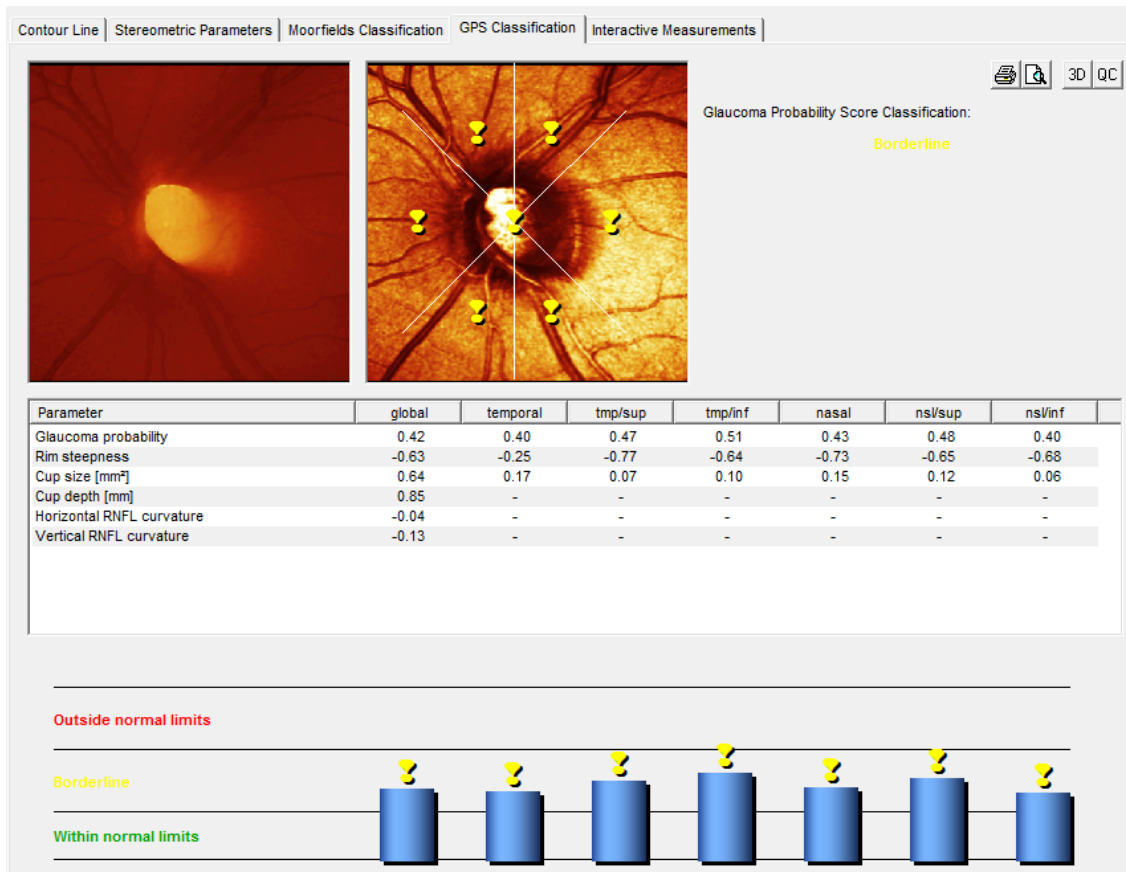 Contour Line Stereometric Parameters Moorfields Classification GPS Classification Interactive Measurements
3D QC
Glaucoma Probability Score Classification:
Borderline
Parameter global temporal tmp/sup tmp/inf nasal nsl/sup nsl/inf
Glaucoma probability 0.42 0.40 0.47 0.51 0.43 0.48 0.40
Rim steepness -0.63 -0.25 -0.77 -0.64 -0.73 -0.65 -0.68
Cup size [mm²] 0.64 0.17 0.07 0.10 0.15 0.12 0.06
Cup depth [mm] 0.85 - - - - - -
Horizontal RNFL curvature -0.04 - - - - - -
Vertical RNFL curvature -0.13 - - - - - -
Outside normal limits
Borderline
Within normal limits